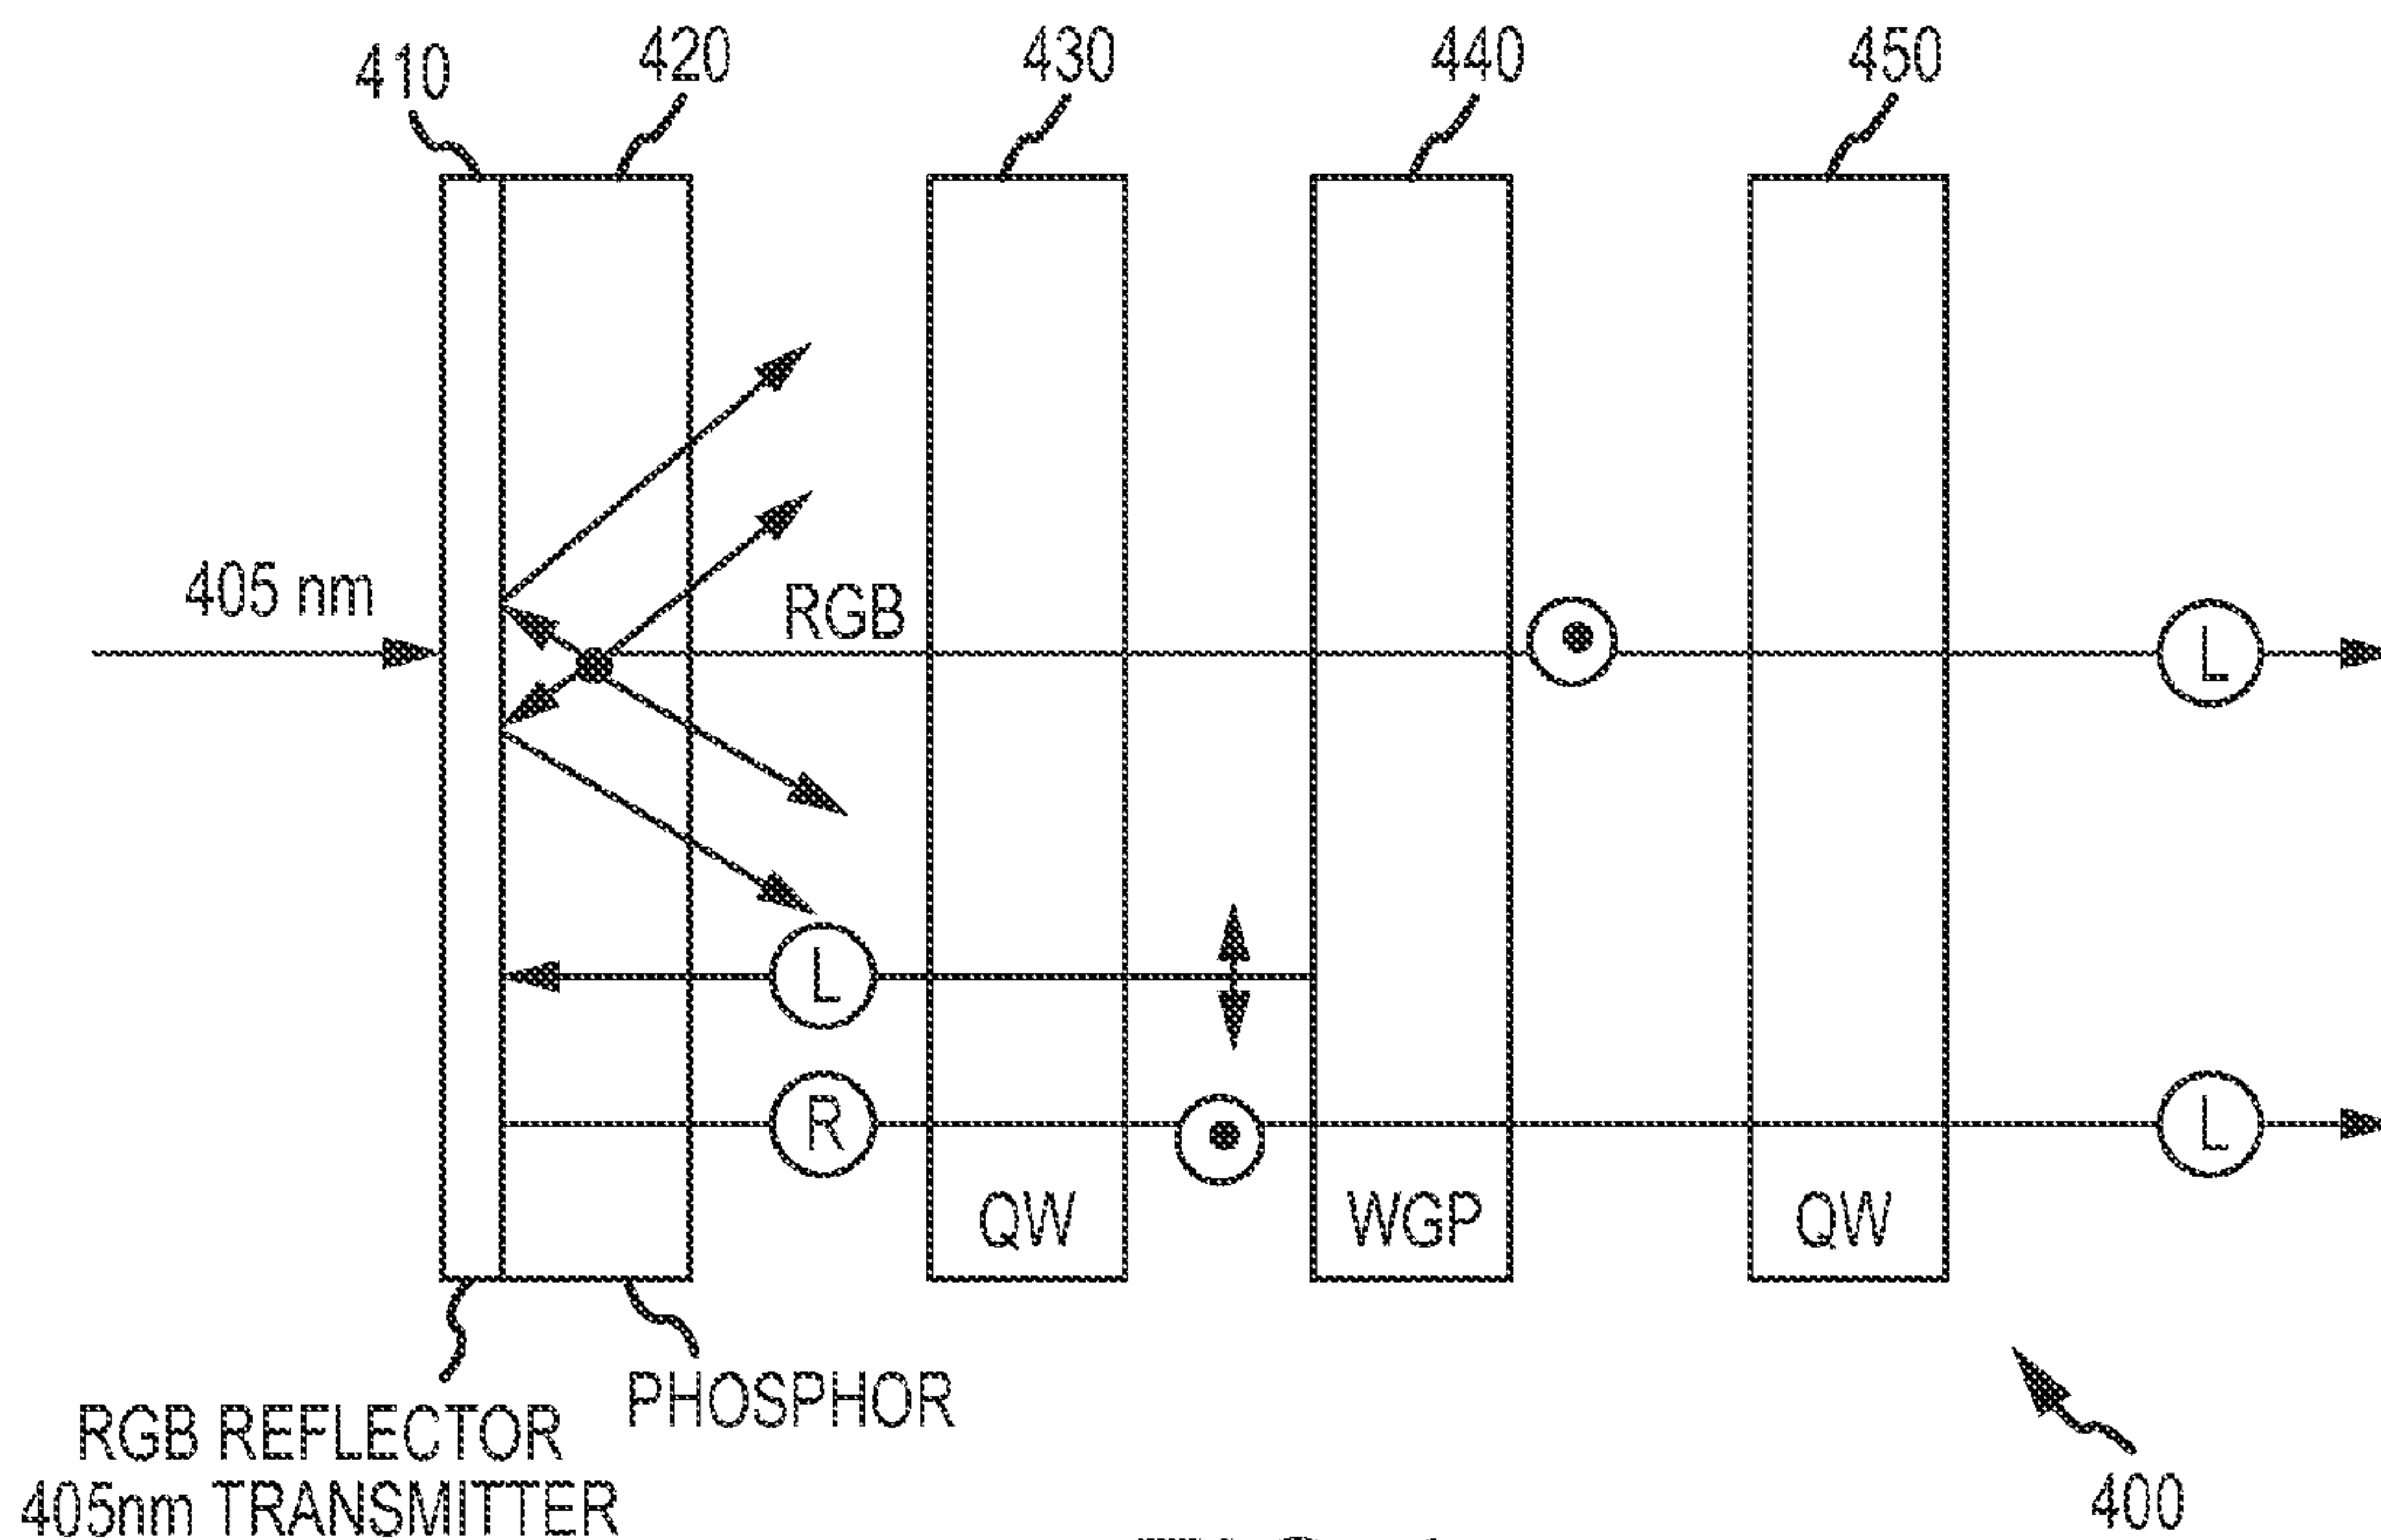 410
420
430
440
450
405 nm
RGB
L
L
R
L
QW
WGP
QW
PHOSPHOR
RGB REFLECTOR
405nm TRANSMITTER
400